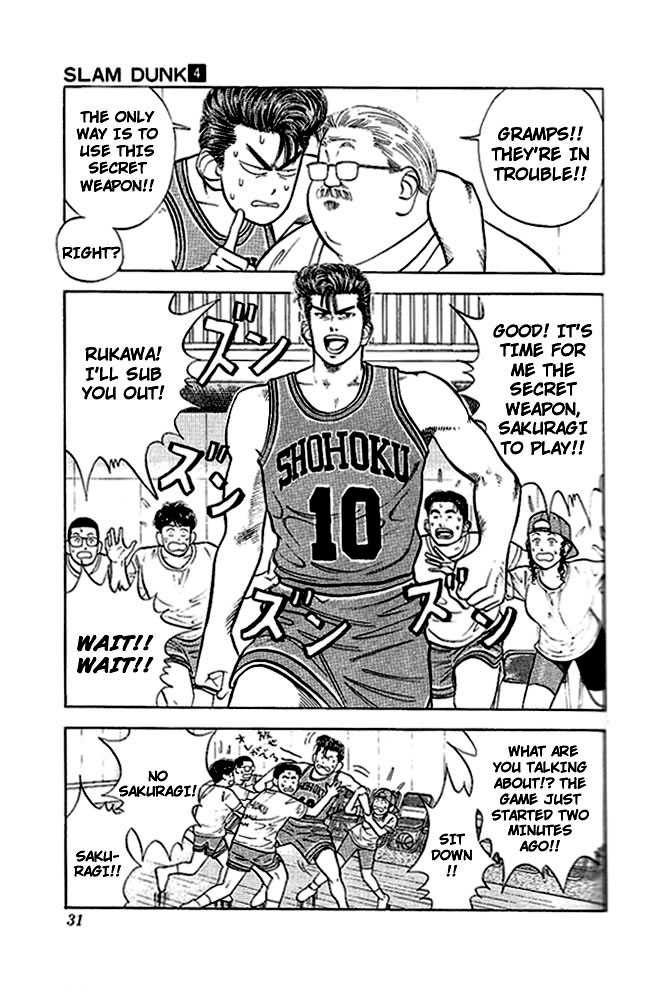 SLAM DUNK 4
GRAMPS!!
THEY'RE IN
TROUBLE!!
THE ONLY
WAY IS TO
USE THIS
SECRET
WEAPON!!
RIGHT?
GOOD! IT'S
TIME FOR
ME THE
SECRET
WEAPON,
SAKURAGI
TO PLAY!!
RUKAWA!
I'LL SUB
YOU OUT!
ズン
ズン
ズン
ズン
SHOHOKU
10
WAIT!!
WAIT!!
WHAT ARE
YOU TALKING
ABOUT!? THE
GAME JUST
STARTED TWO
MINUTES
AGO!!
SIT
DOWN
!!
NO
SAKURAGI!
SAKU-
RAGI!!
SHOHOKU
31